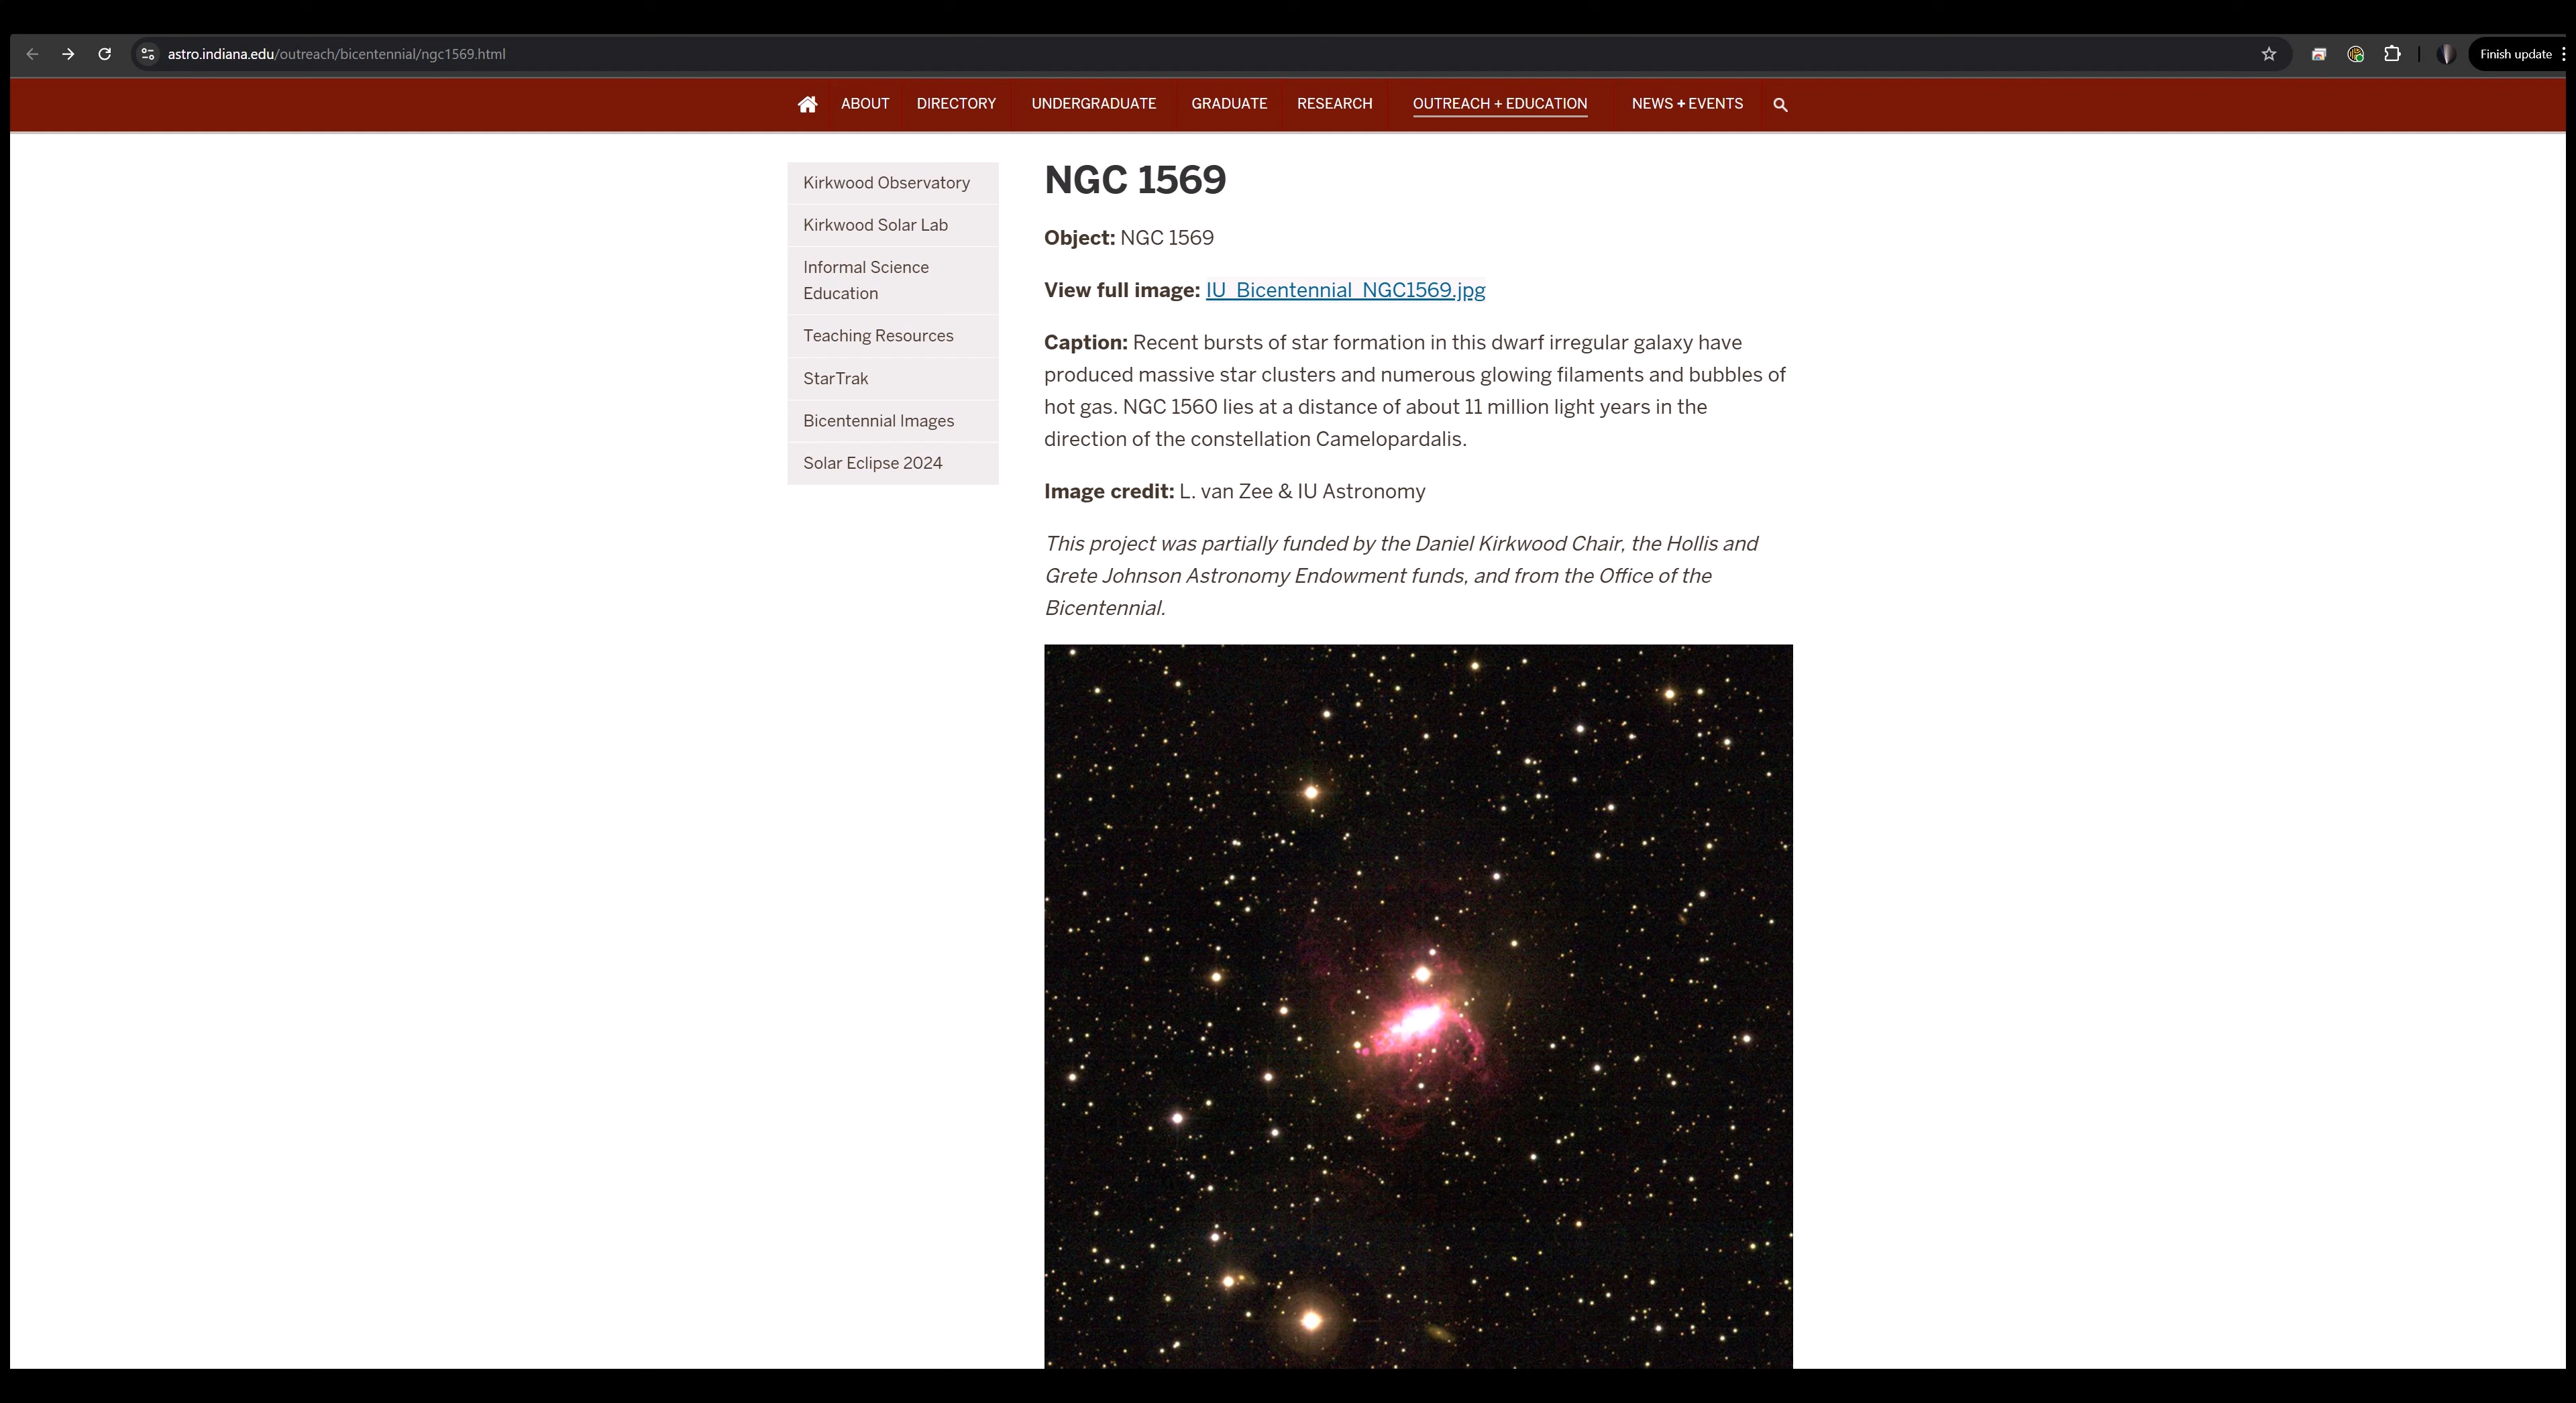 astro.indiana.edu/outreach/bicentennial/ngc1569.html
Finish update
ABOUT DIRECTORY UNDERGRADUATE GRADUATE RESEARCH OUTREACH + EDUCATION NEWS + EVENTS
Kirkwood Observatory
Kirkwood Solar Lab
Informal Science
Education
Teaching Resources
StarTrak
Bicentennial Images
Solar Eclipse 2024
NGC 1569
Object: NGC 1569
View full image: IU_Bicentennial_NGC1569.jpg
Caption: Recent bursts of star formation in this dwarf irregular galaxy have
produced massive star clusters and numerous glowing filaments and bubbles of
hot gas. NGC 1560 lies at a distance of about 11 million light years in the
direction of the constellation Camelopardalis.
Image credit: L. van Zee & IU Astronomy
This project was partially funded by the Daniel Kirkwood Chair, the Hollis and
Grete Johnson Astronomy Endowment funds, and from the Office of the
Bicentennial.